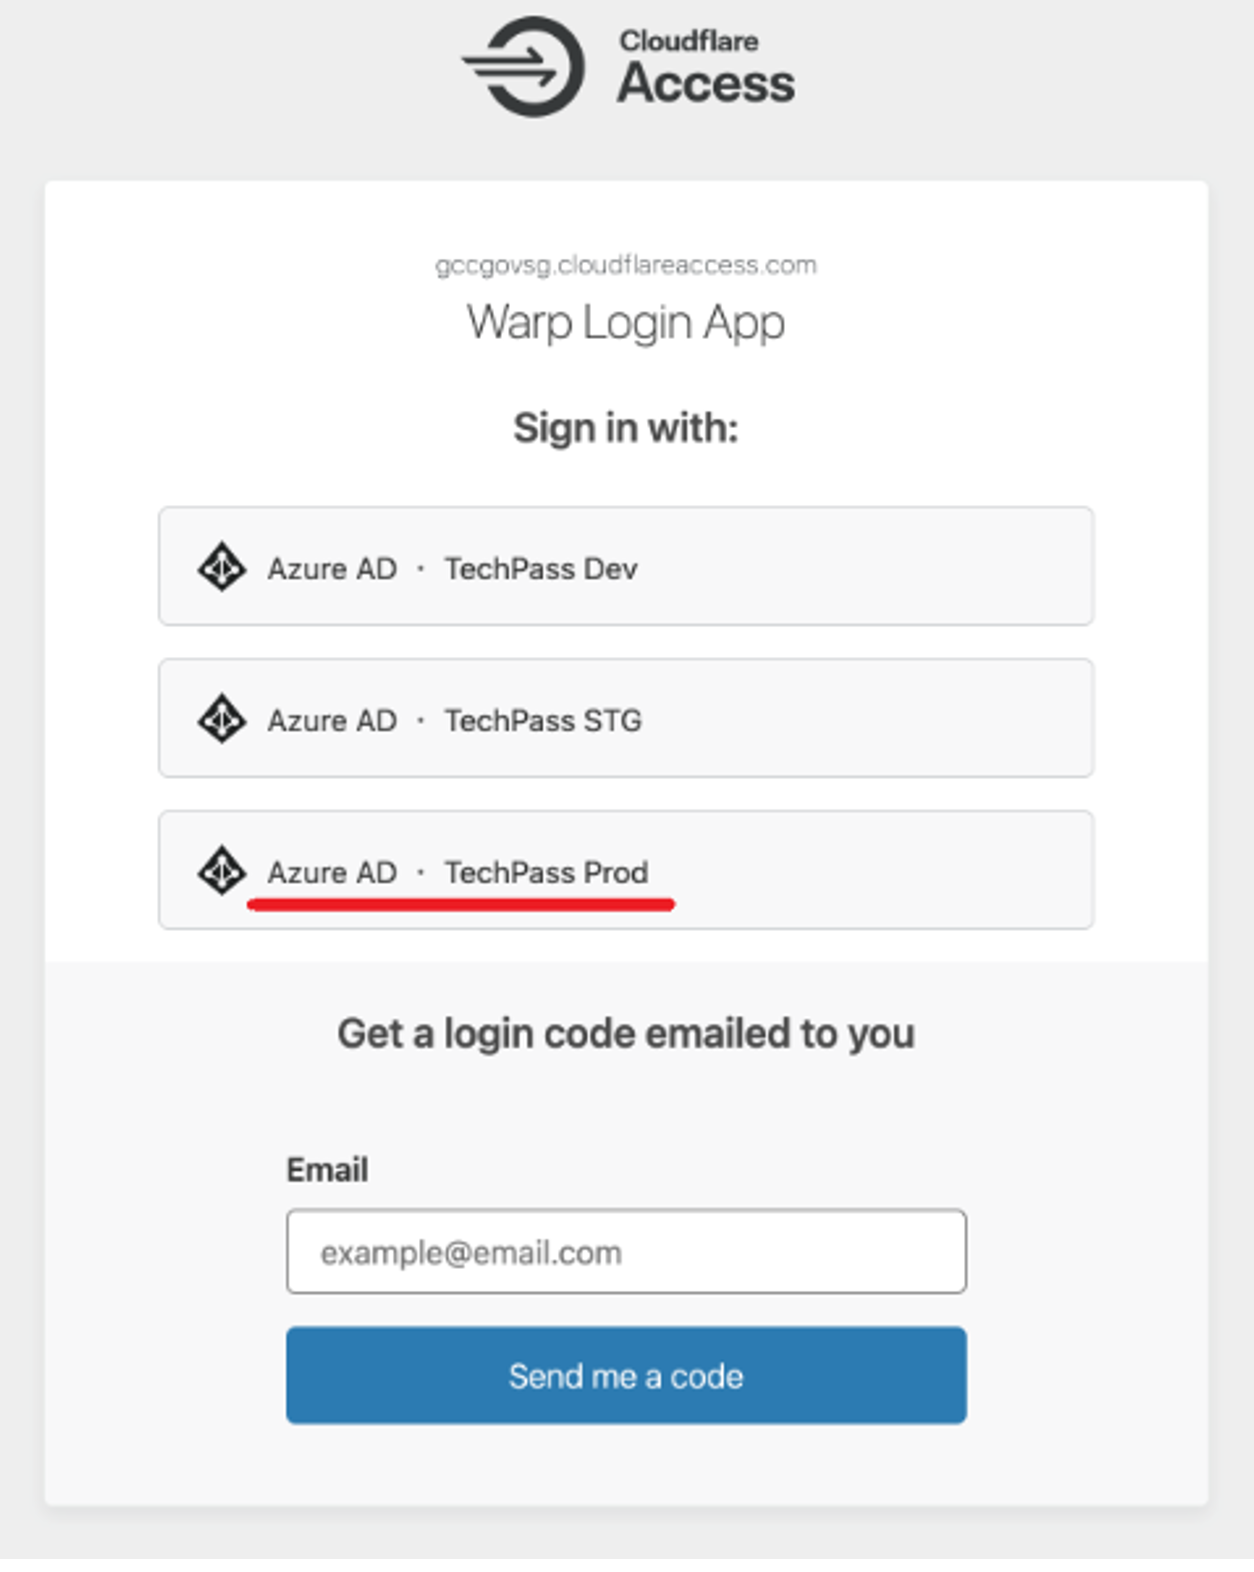 Cloudflare
Access
gccgovsg.cloudflareaccess.com
Warp Login App
Sign in with:
Azure AD · TechPass Dev
Azure AD · TechPass STG
Azure AD · TechPass Prod
Get a login code emailed to you
Email
example@email.com
Send me a code